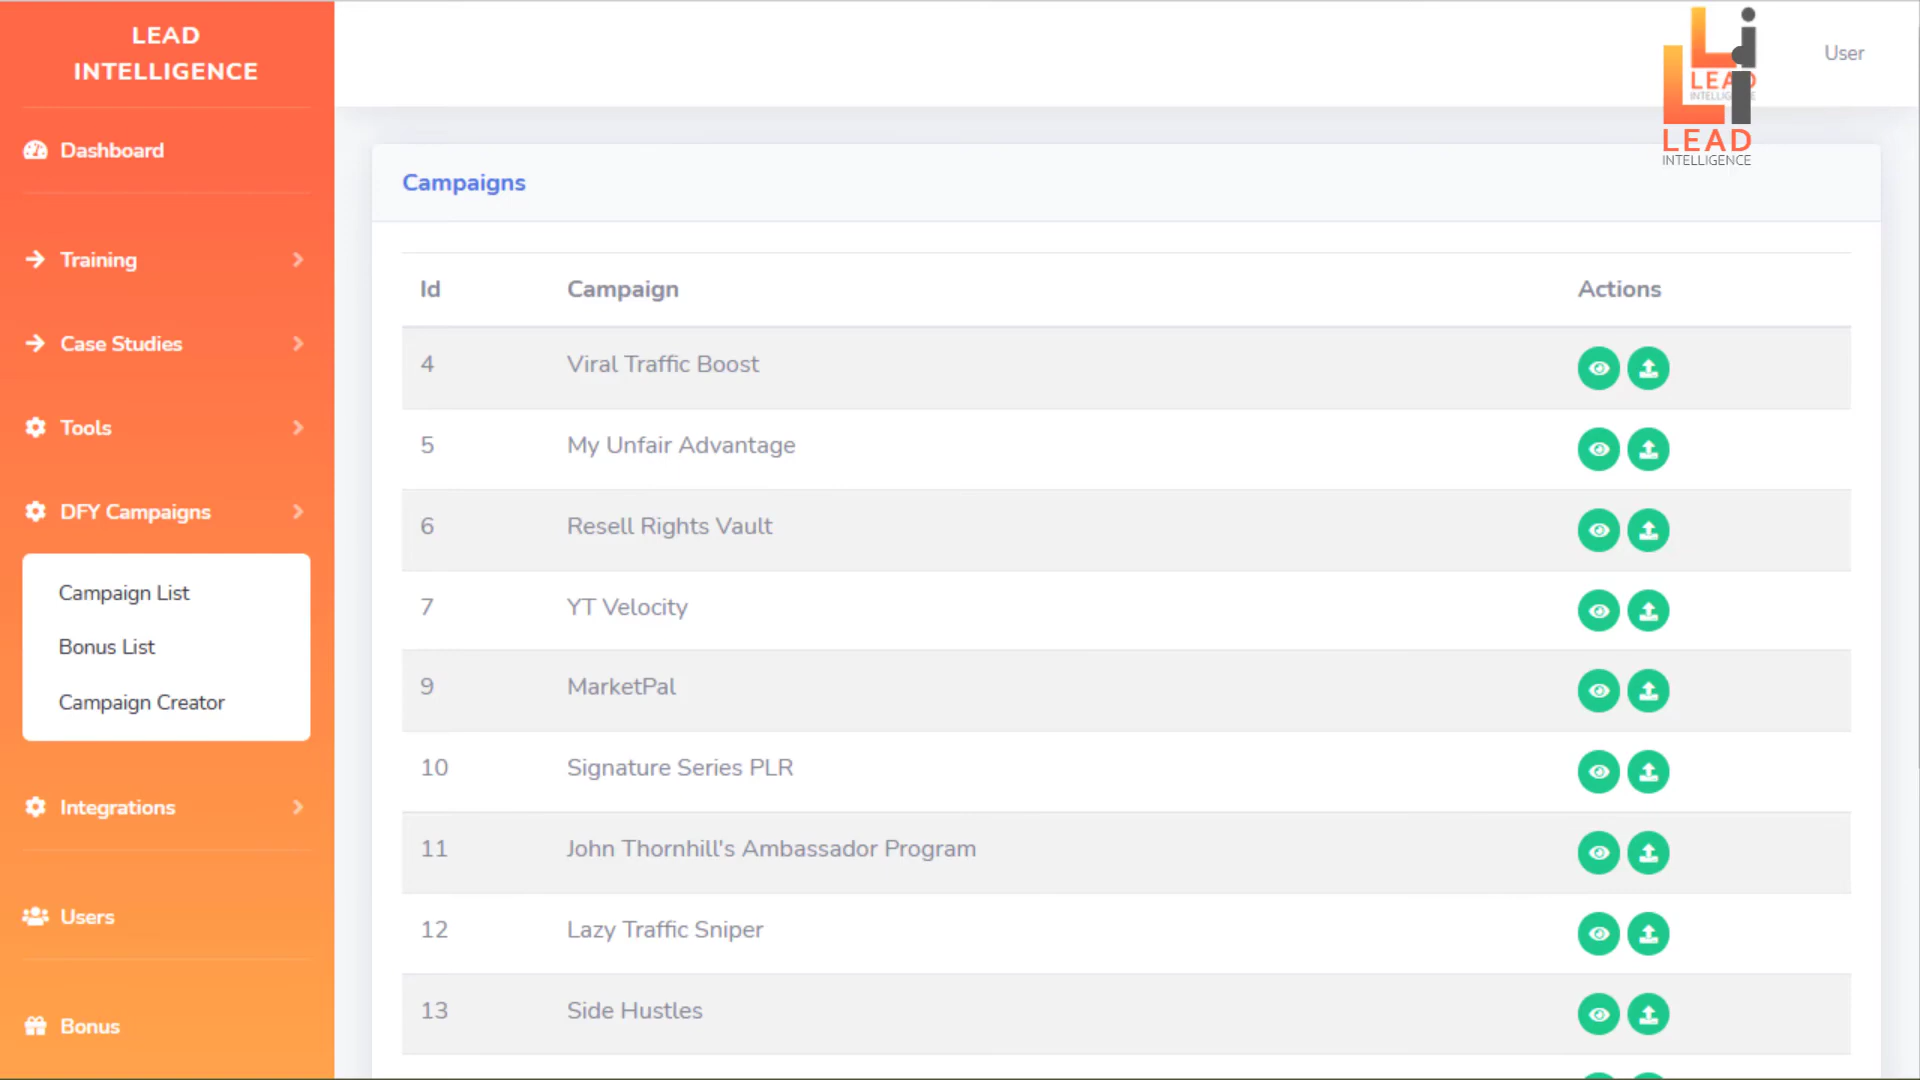 LEAD
INTELLIGENCE
Dashboard
Training
Case Studies
Tools
DFY Campaigns
Campaign List
Bonus List
Campaign Creator
Integrations
Users
Bonus
LEAD
INTELLIGENCE
LEAD
INTELLIGENCE
User
Campaigns
Id Campaign Actions
4 Viral Traffic Boost
5 My Unfair Advantage
6 Resell Rights Vault
7 YT Velocity
9 MarketPal
10 Signature Series PLR
11 John Thornhill's Ambassador Program
12 Lazy Traffic Sniper
13 Side Hustles